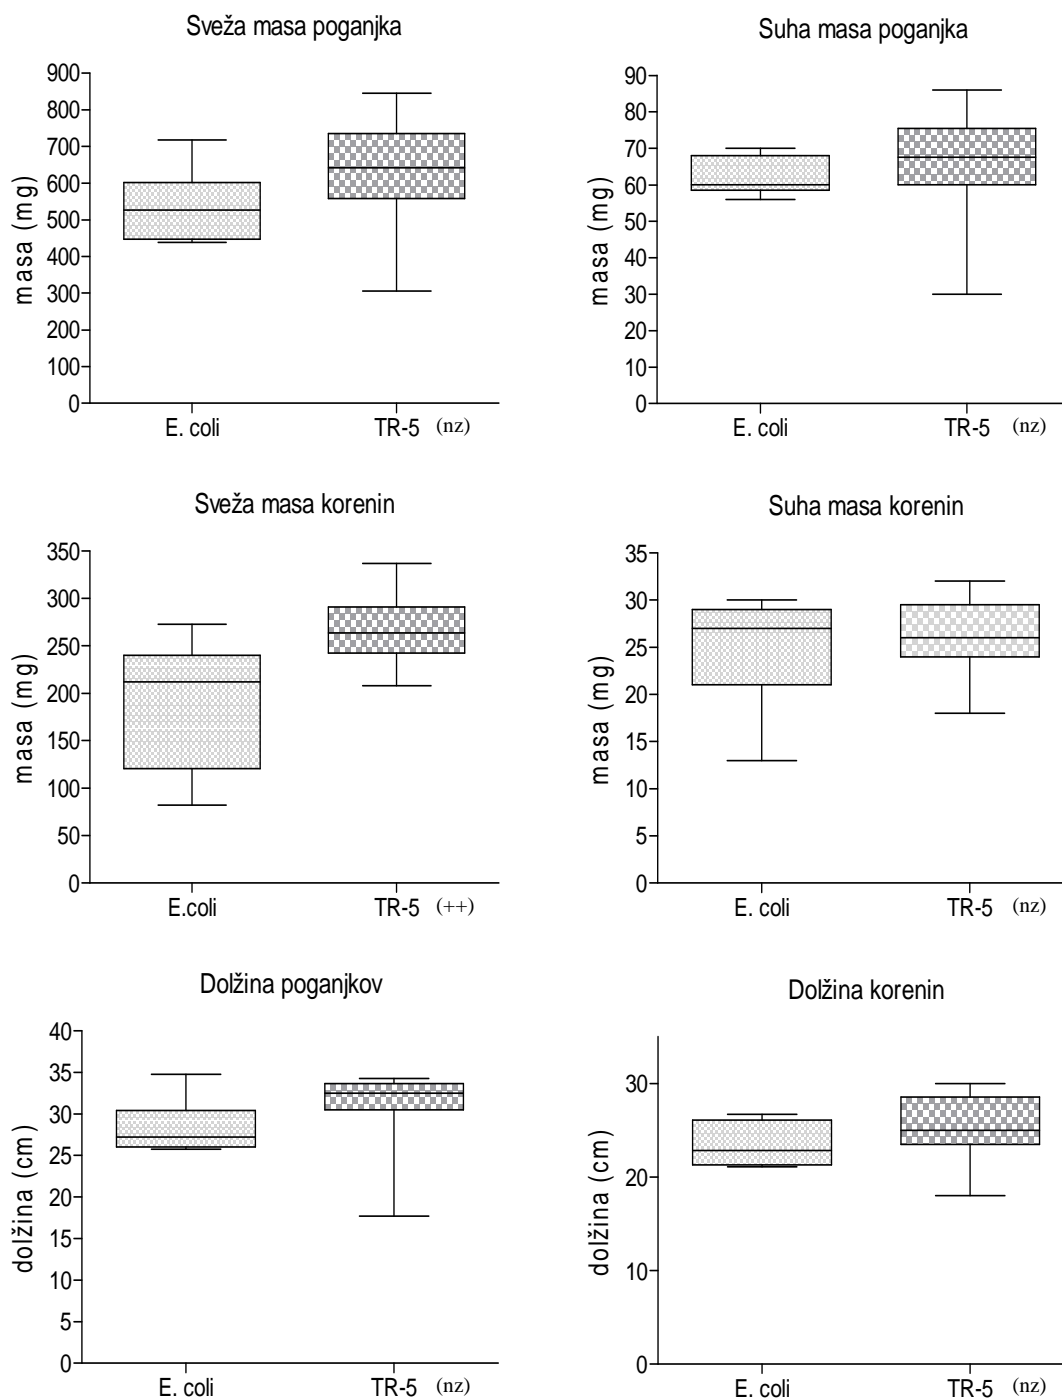 Sveža masa poganjka
900
800
700
600
500
400
300
200
100
0
masa (mg)
E. coli
TR-5 (nz)
Suha masa poganjka
90
80
70
60
50
40
30
20
10
0
masa (mg)
E. coli
TR-5 (nz)
Sveža masa korenin
350
300
250
200
150
100
50
0
masa (mg)
E.coli
TR-5 (++)
Suha masa korenin
35
30
25
20
15
10
5
0
masa (mg)
E. coli
TR-5 (nz)
Dolžina poganjkov
40
35
30
25
20
15
10
5
0
dolžina (cm)
E. coli
TR-5 (nz)
Dolžina korenin
30
20
10
0
dolžina (cm)
E. coli
TR-5 (nz)